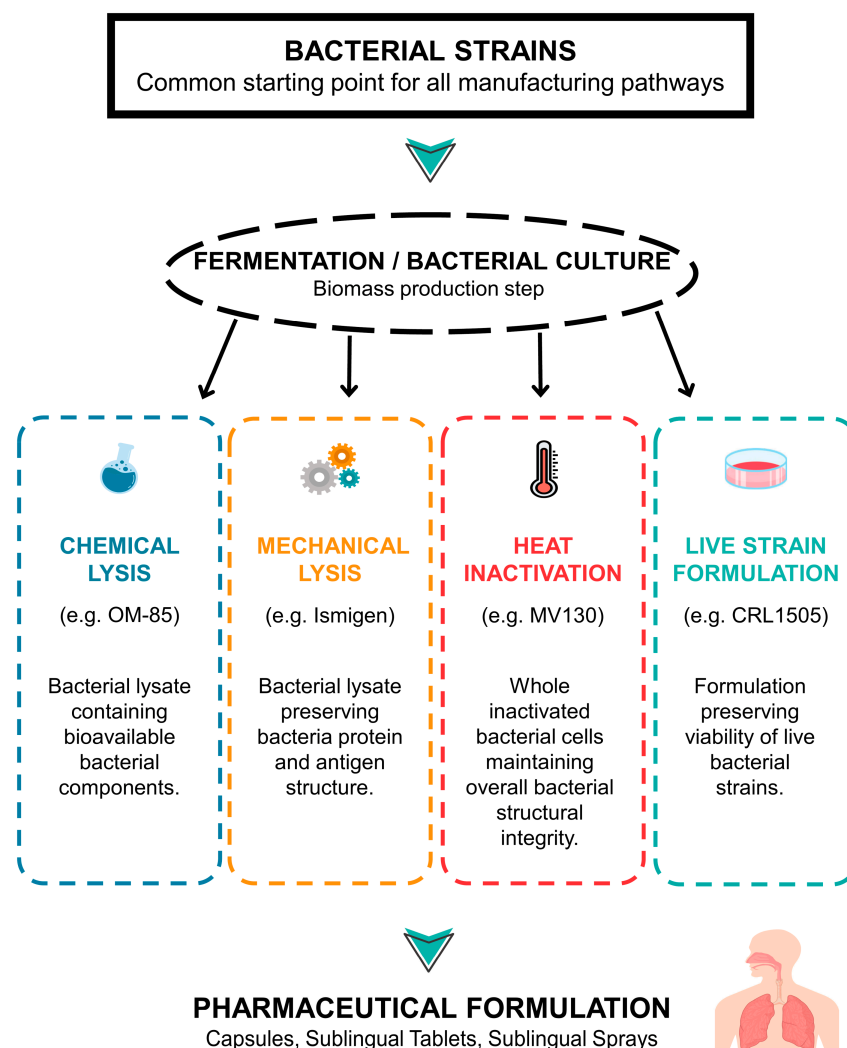 BACTERIAL STRAINS
Common starting point for all manufacturing pathways
FERMENTATION / BACTERIAL CULTURE
Biomass production step
CHEMICAL
LYSIS
(e.g. OM-85)
Bacterial lysate
containing
bioavailable
bacterial
components.
MECHANICAL
LYSIS
(e.g. Ismigen)
Bacterial lysate
preserving
bacteria protein
and antigen
structure.
HEAT
INACTIVATION
(e.g. MV130)
Whole
inactivated
bacterial cells
maintaining
overall bacterial
structural
integrity.
LIVE STRAIN
FORMULATION
(e.g. CRL1505)
Formulation
preserving
viability of live
bacterial
strains.
PHARMACEUTICAL FORMULATION
Capsules, Sublingual Tablets, Sublingual Sprays